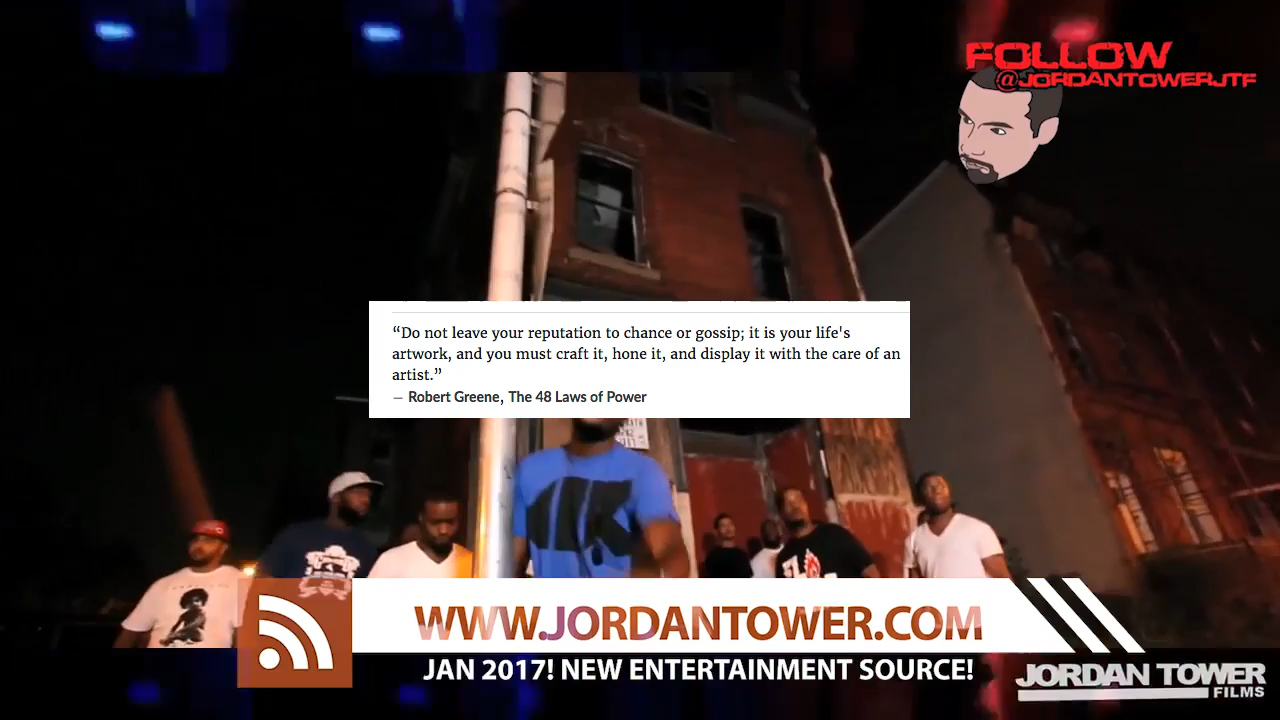 FOLLOW
@JORDANTOWERJTF
“Do not leave your reputation to chance or gossip; it is your life's
artwork, and you must craft it, hone it, and display it with the care of an
artist.”
— Robert Greene, The 48 Laws of Power
WWW.JORDANTOWER.COM
JAN 2017! NEW ENTERTAINMENT SOURCE!
JORDAN TOWER
FILMS